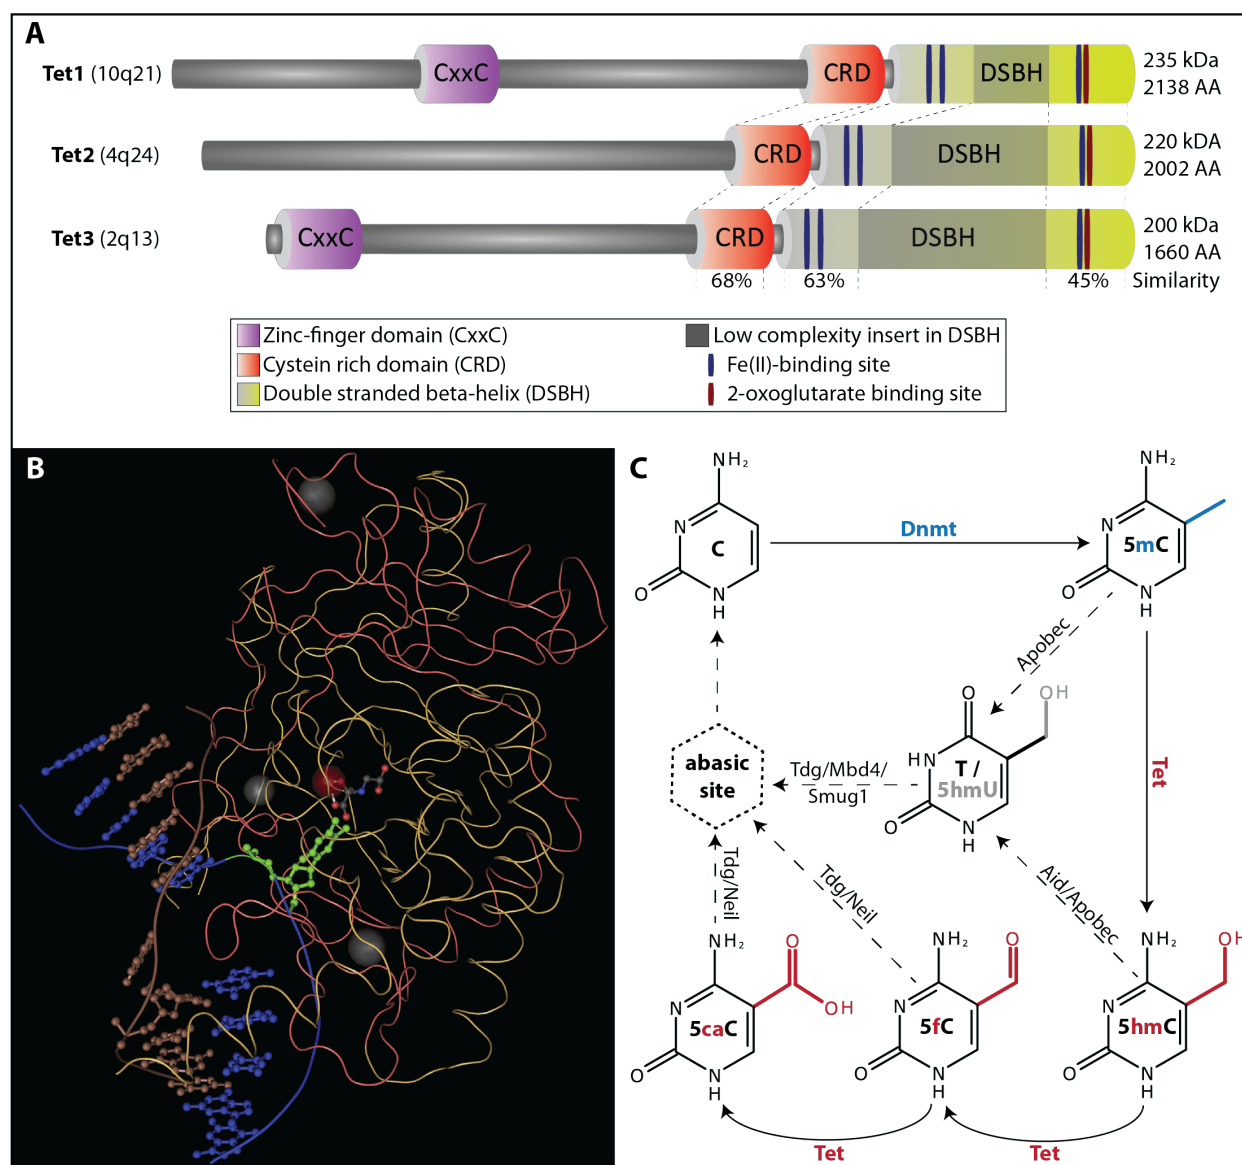 A
Tet1 (10q21)
CxxC
CRD
DSBH
235 kDa
2138 AA
Tet2 (4q24)
CRD
DSBH
220 kDA
2002 AA
Tet3 (2q13)
CxxC
CRD
DSBH
200 kDa
1660 AA
68%
63%
45%
Similarity
Zinc-finger domain (CxxC)
Cystein rich domain (CRD)
Double stranded beta-helix (DSBH)
Low complexity insert in DSBH
Fe(II)-binding site
2-oxoglutarate binding site
B
C
NH₂
N
C
O
N
H
Dnmt
NH₂
N
5mC
O
N
H
Apobec
Tet
O
OH
HN
T /
5hmU
O
N
H
Tdg/Mbd4/
Smug1
abasic
site
Tdg/Neil
Tdg/Neil
Aid/Apobec
NH₂
O
OH
N
5caC
O
N
H
NH₂
O
N
5fC
O
N
H
NH₂
OH
N
5hmC
O
N
H
Tet
Tet